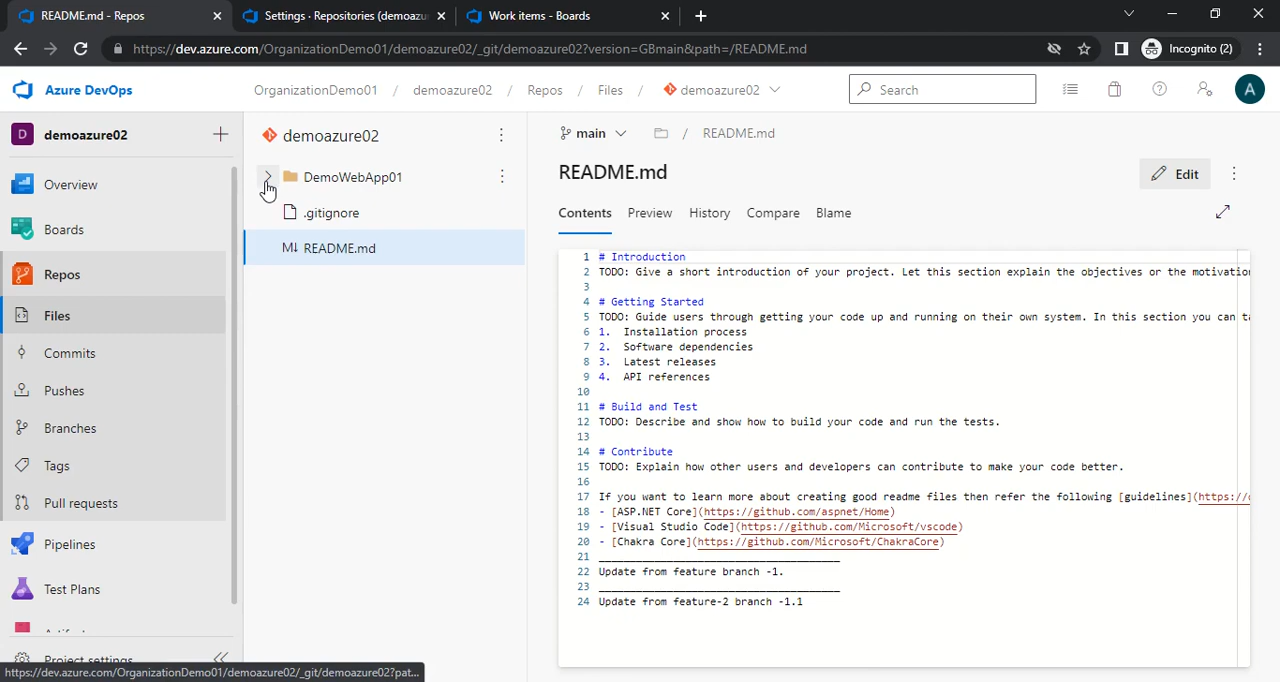 README.md - Repos
Settings · Repositories (demoazu
Work items - Boards
https://dev.azure.com/OrganizationDemo01/demoazure02/_git/demoazure02?version=GBmain&path=/README.md
Incognito (2)
Azure DevOps
OrganizationDemo01 / demoazure02 / Repos / Files / demoazure02
Search
A
D demoazure02
Overview
Boards
Repos
Files
Commits
Pushes
Branches
Tags
Pull requests
Pipelines
Test Plans
Project settings
demoazure02
DemoWebApp01
.gitignore
M↓ README.md
main / README.md
README.md
Edit
Contents Preview History Compare Blame
1 # Introduction
2 TODO: Give a short introduction of your project. Let this section explain the objectives or the motivatio
3
4 # Getting Started
5 TODO: Guide users through getting your code up and running on their own system. In this section you can ta
6 1. Installation process
7 2. Software dependencies
8 3. Latest releases
9 4. API references
10
11 # Build and Test
12 TODO: Describe and show how to build your code and run the tests.
13
14 # Contribute
15 TODO: Explain how other users and developers can contribute to make your code better.
16
17 If you want to learn more about creating good readme files then refer the following [guidelines](https://
18 - [ASP.NET Core](https://github.com/aspnet/Home)
19 - [Visual Studio Code](https://github.com/Microsoft/vscode)
20 - [Chakra Core](https://github.com/Microsoft/ChakraCore)
21 ________________________________________
22 Update from feature branch -1.
23 ________________________________________
24 Update from feature-2 branch -1.1
https://dev.azure.com/OrganizationDemo01/demoazure02/_git/demoazure02?pat...